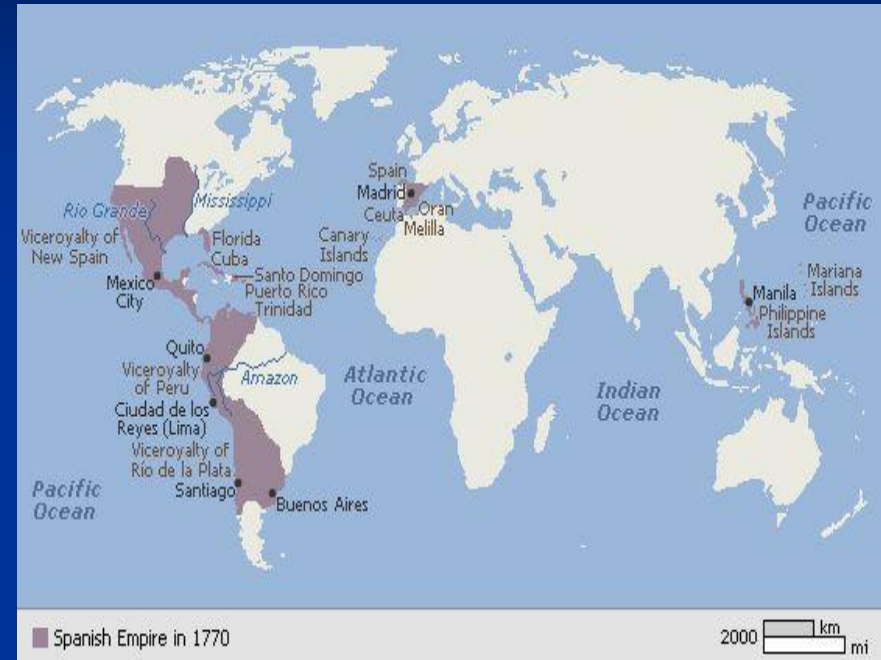 Spain
Madrid
Ceuta
Oran
Melilla
Canary
Islands
Rio Grande
Mississippi
Viceroyalty of
New Spain
Florida
Cuba
Mexico
City
Santo Domingo
Puerto Rico
Trinidad
Pacific
Ocean
Mariana
Islands
Manila
Philippine
Islands
Quito
Viceroyalty
of Peru
Amazon
Atlantic
Ocean
Indian
Ocean
Ciudad de los
Reyes (Lima)
Viceroyalty of
Río de la Plata
Santiago
Buenos Aires
Pacific
Ocean
Spanish Empire in 1770
2000 km
mi